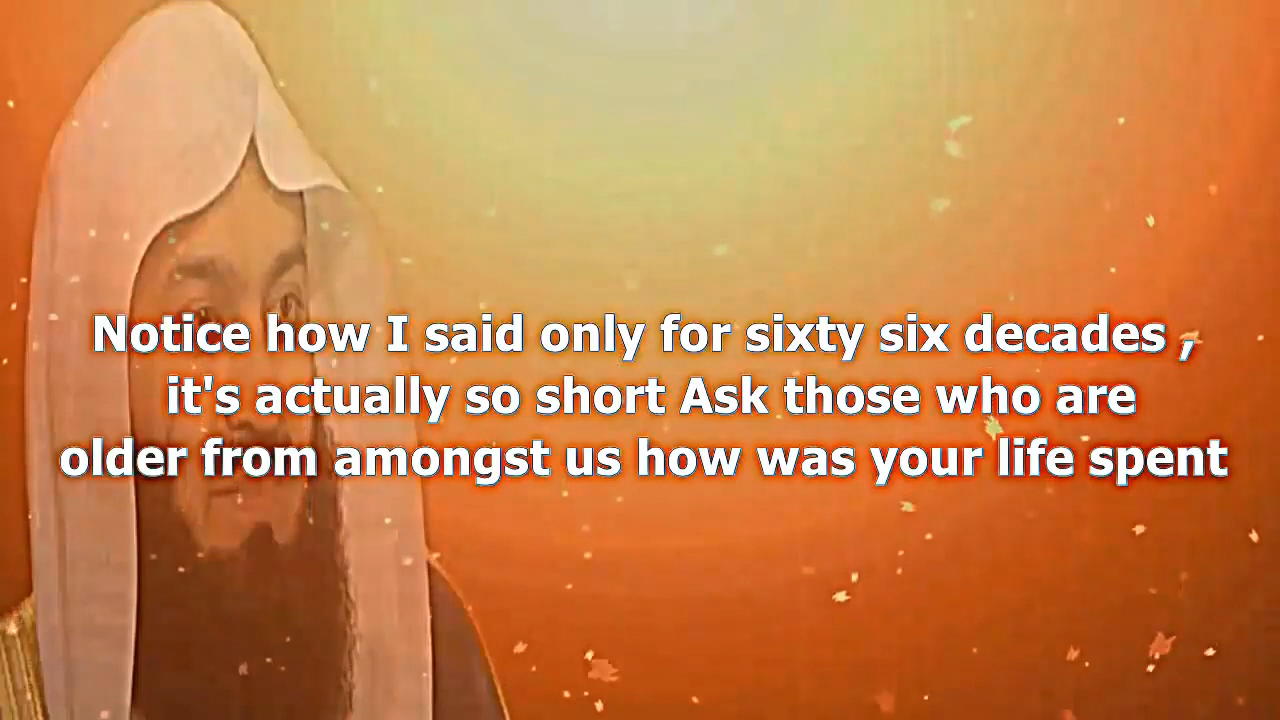 Notice how I said only for sixty six decades ,
it's actually so short Ask those who are
older from amongst us how was your life spent